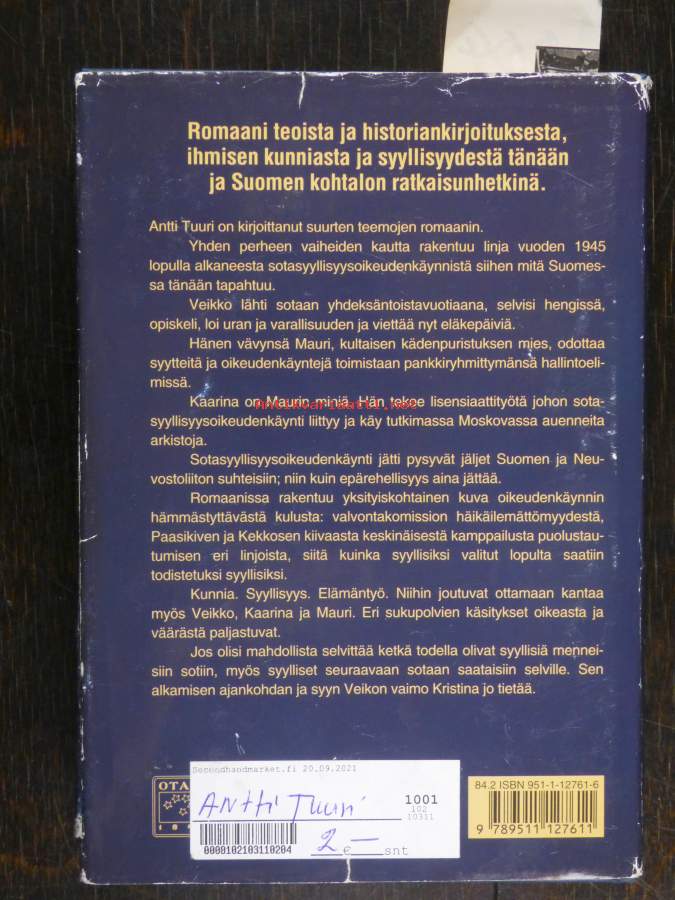 Romaani teoista ja historiankirjoituksesta,
ihmisen kunniasta ja syyllisyydestä tänään
ja Suomen kohtalon ratkaisunhetkinä.
Antti Tuuri on kirjoittanut suurten teemojen romaanin.
Yhden perheen vaiheiden kautta rakentuu linja vuoden 1945
lopulla alkaneesta sotasyyllisyysoikeudenkäynnistä siihen mitä Suomes-
sa tänään tapahtuu.
Veikko lähti sotaan yhdeksäntoistavuotiaana, selvisi hengissä,
opiskeli, loi uran ja varallisuuden ja viettää nyt eläkepäiviä.
Hänen vävynsä Mauri, kultaisen kädenpuristuksen mies, odottaa
syytteitä ja oikeudenkäyntejä toimistaan pankkiryhmittymänsä hallintoeli-
missä.
Kaarina on Maurin miniä. Hän tekee lisensiaattityötä johon sota-
antikvariaatti.net
syyllisyysoikeudenkäynti liittyy ja käy tutkimassa Moskovassa auenneita
arkistoja.
Sotasyyllisyysoikeudenkäynti jätti pysyvät jäljet Suomen ja Neu-
vostoliiton suhteisiin; niin kuin epärehellisyys aina jättää.
Romaanissa rakentuu yksityiskohtainen kuva oikeudenkäynnin
hämmästyttävästä kulusta: valvontakomission häikäilemättömyydestä,
Paasikiven ja Kekkosen kiivaasta keskinäisestä kamppailusta puolustau-
tumisen eri linjoista, siitä kuinka syyllisiksi valitut lopulta saatiin
todistetuksi syyllisiksi.
Kunnia. Syyllisyys. Elämäntyö. Niihin joutuvat ottamaan kantaa
myös Veikko, Kaarina ja Mauri. Eri sukupolvien käsitykset oikeasta ja
väärästä paljastuvat.
Jos olisi mahdollista selvittää ketkä todella olivat syyllisiä mennei-
siin sotiin, myös syylliset seuraavaan sotaan saataisiin selville. Sen
alkamisen ajankohdan ja syyn Veikon vaimo Kristina jo tietää.
Secondhandmarket.fi 20.09.2021
OTA
Antti Tuuri
1001
102
10311
0000102103110204
2 e — snt
84.2 ISBN 951-1-12761-6
9 789511 127611